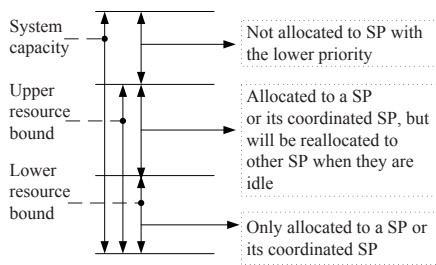 System
capacity
Upper
resource
bound
Lower
resource
bound
Not allocated to SP with
the lower priority
Allocated to a SP
or its coordinated SP, but
will be reallocated to
other SP when they are
idle
Only allocated to a SP or
its coordinated SP